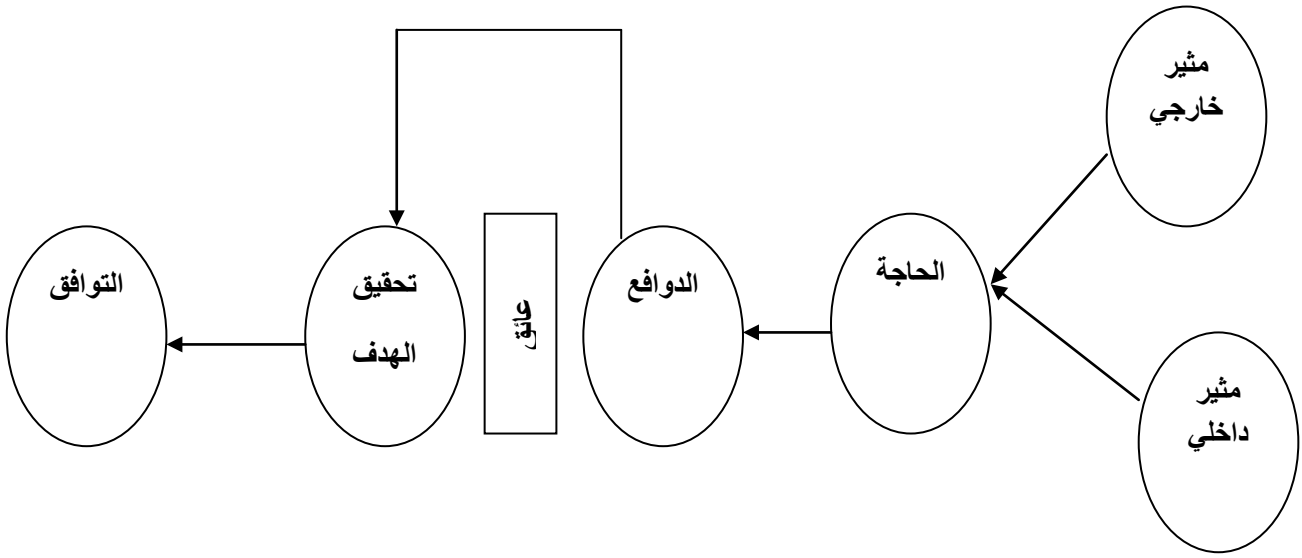 مثير
خارجي
الحاجة
الدوافع
تحقيق
الهدف
التوافق
عائق
مثير
داخلي